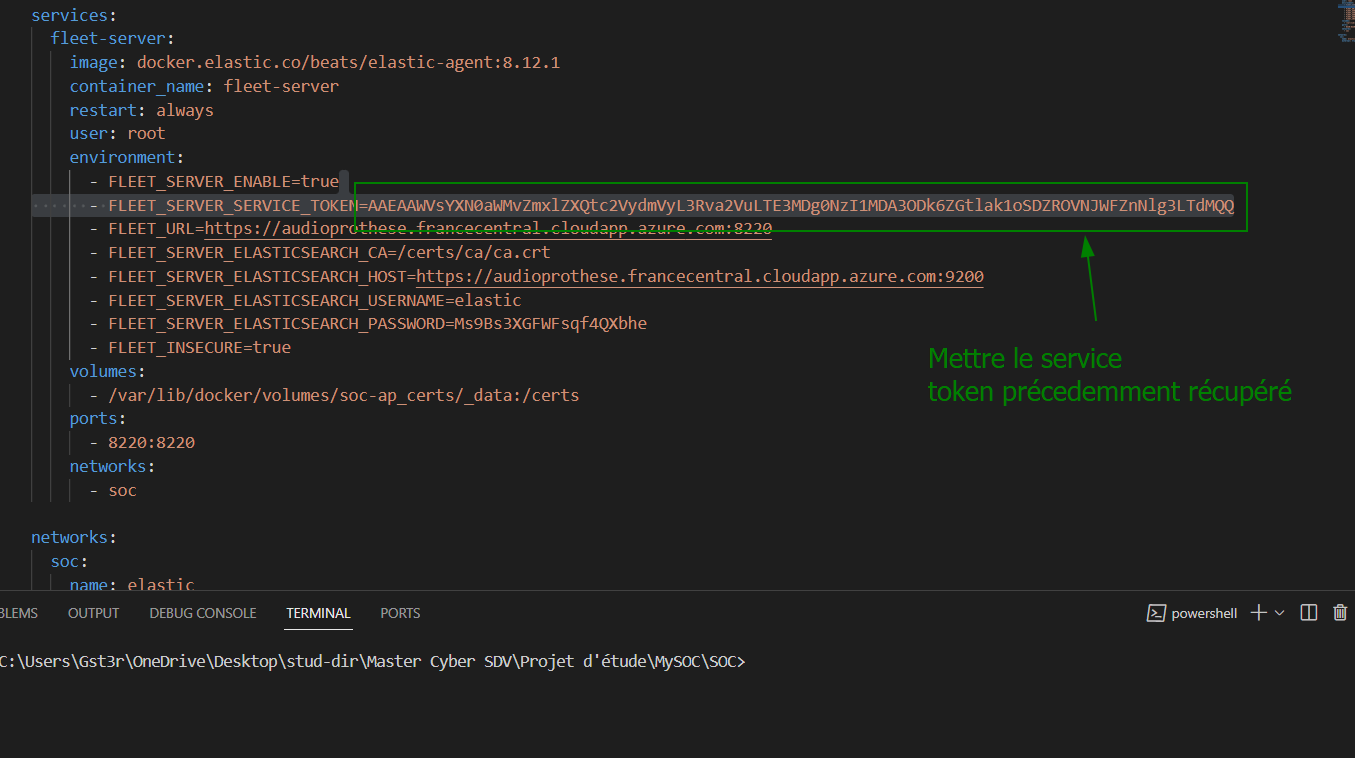 services:
fleet-server:
image: docker.elastic.co/beats/elastic-agent:8.12.1
container_name: fleet-server
restart: always
user: root
environment:
- FLEET_SERVER_ENABLE=true
- FLEET_SERVER_SERVICE_TOKEN=AAEAAWVsYXN0aWMvZmxlZXQtc2VydmVyL3Rva2VuLTE3MDg0NzI1MDA3ODk6ZGtlak1oSDZROVNJWFZnNlg3LTdMQQ
- FLEET_URL=https://audioprothese.francecentral.cloudapp.azure.com:8220
- FLEET_SERVER_ELASTICSEARCH_CA=/certs/ca/ca.crt
- FLEET_SERVER_ELASTICSEARCH_HOST=https://audioprothese.francecentral.cloudapp.azure.com:9200
- FLEET_SERVER_ELASTICSEARCH_USERNAME=elastic
- FLEET_SERVER_ELASTICSEARCH_PASSWORD=Ms9Bs3XGFWFsqf4QXbhe
- FLEET_INSECURE=true
Mettre le service
token précedemment récupéré
volumes:
- /var/lib/docker/volumes/soc-ap_certs/_data:/certs
ports:
- 8220:8220
networks:
- soc
networks:
soc:
name: elastic
BLEMS OUTPUT DEBUG CONSOLE TERMINAL PORTS powershell
C:\Users\Gst3r\OneDrive\Desktop\stud-dir\Master Cyber SDV\Projet d'étude\MySOC\SOC>